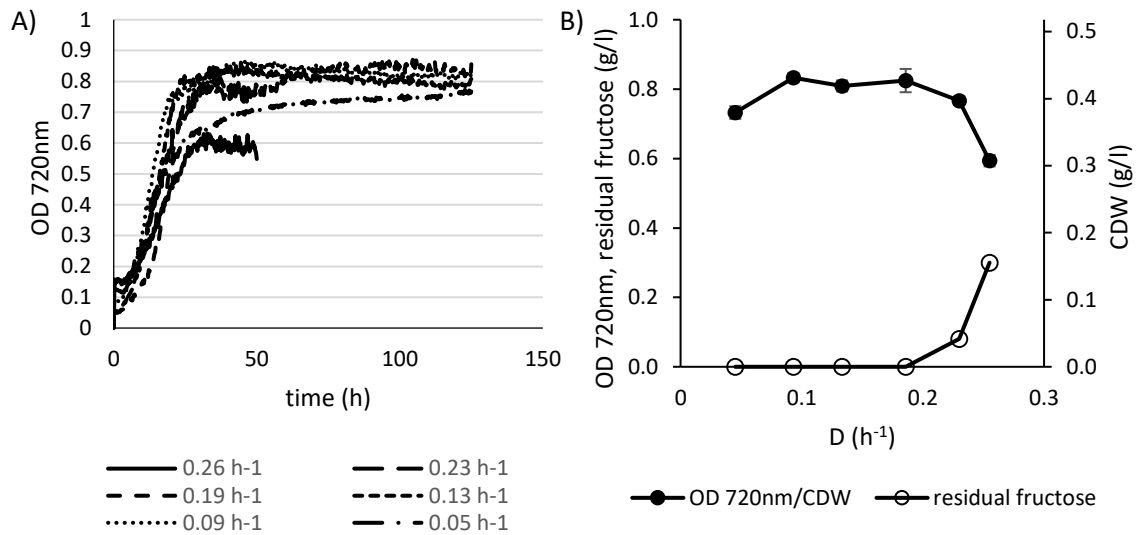 A)
OD 720nm
1
0.9
0.8
0.7
0.6
0.5
0.4
0.3
0.2
0.1
0
0 50 100 150
time (h)
0.26 h-1 0.23 h-1
0.19 h-1 0.13 h-1
0.09 h-1 0.05 h-1
B)
OD 720nm, residual fructose (g/l)
1.0
0.8
0.6
0.4
0.2
0.0
0 0.1 0.2 0.3
D (h⁻¹)
0.5
0.4
0.3
0.2
0.1
0.0
CDW (g/l)
OD 720nm/CDW residual fructose